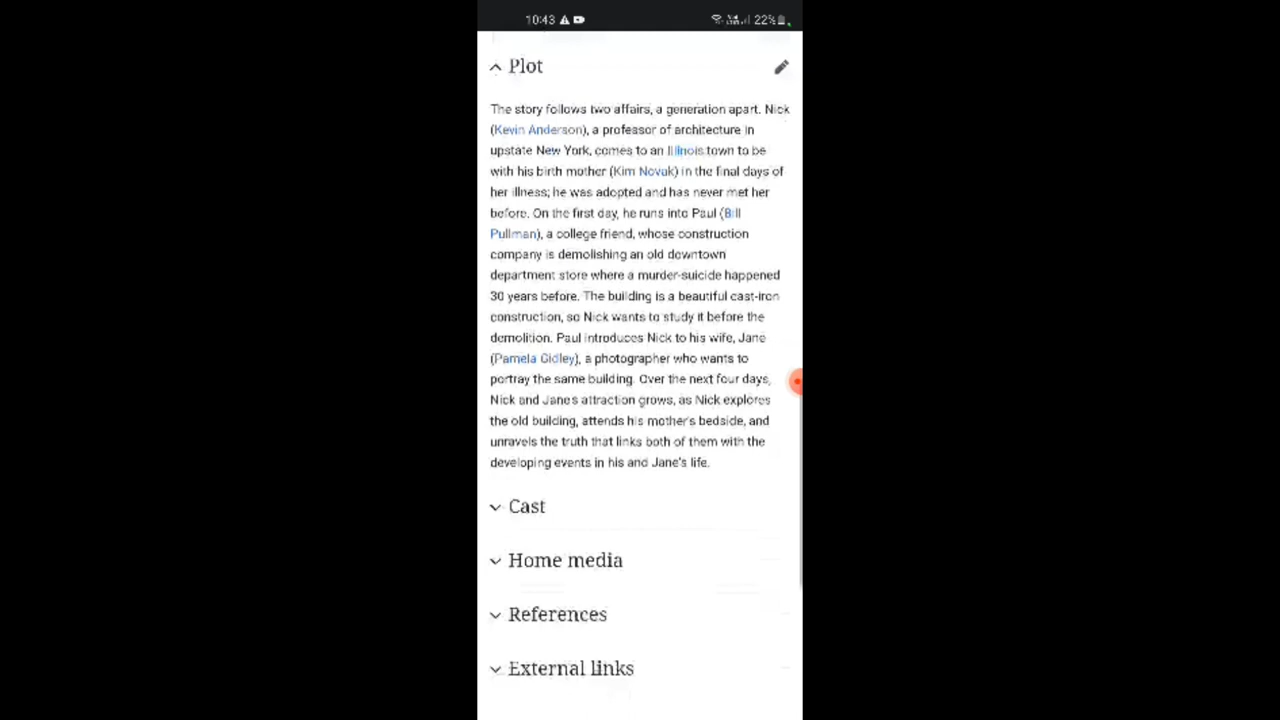 10:43
22%
Plot
The story follows two affairs, a generation apart. Nick
(Kevin Anderson), a professor of architecture in
upstate New York, comes to an Illinois town to be
with his birth mother (Kim Novak) in the final days of
her illness; he was adopted and has never met her
before. On the first day, he runs into Paul (Bill
Pullman), a college friend, whose construction
company is demolishing an old downtown
department store where a murder-suicide happened
30 years before. The building is a beautiful cast-iron
construction, so Nick wants to study it before the
demolition. Paul introduces Nick to his wife, Jane
(Pamela Gidley), a photographer who wants to
portray the same building. Over the next four days,
Nick and Jane's attraction grows, as Nick explores
the old building, attends his mother's bedside, and
unravels the truth that links both of them with the
developing events in his and Jane's life.
Cast
Home media
References
External links